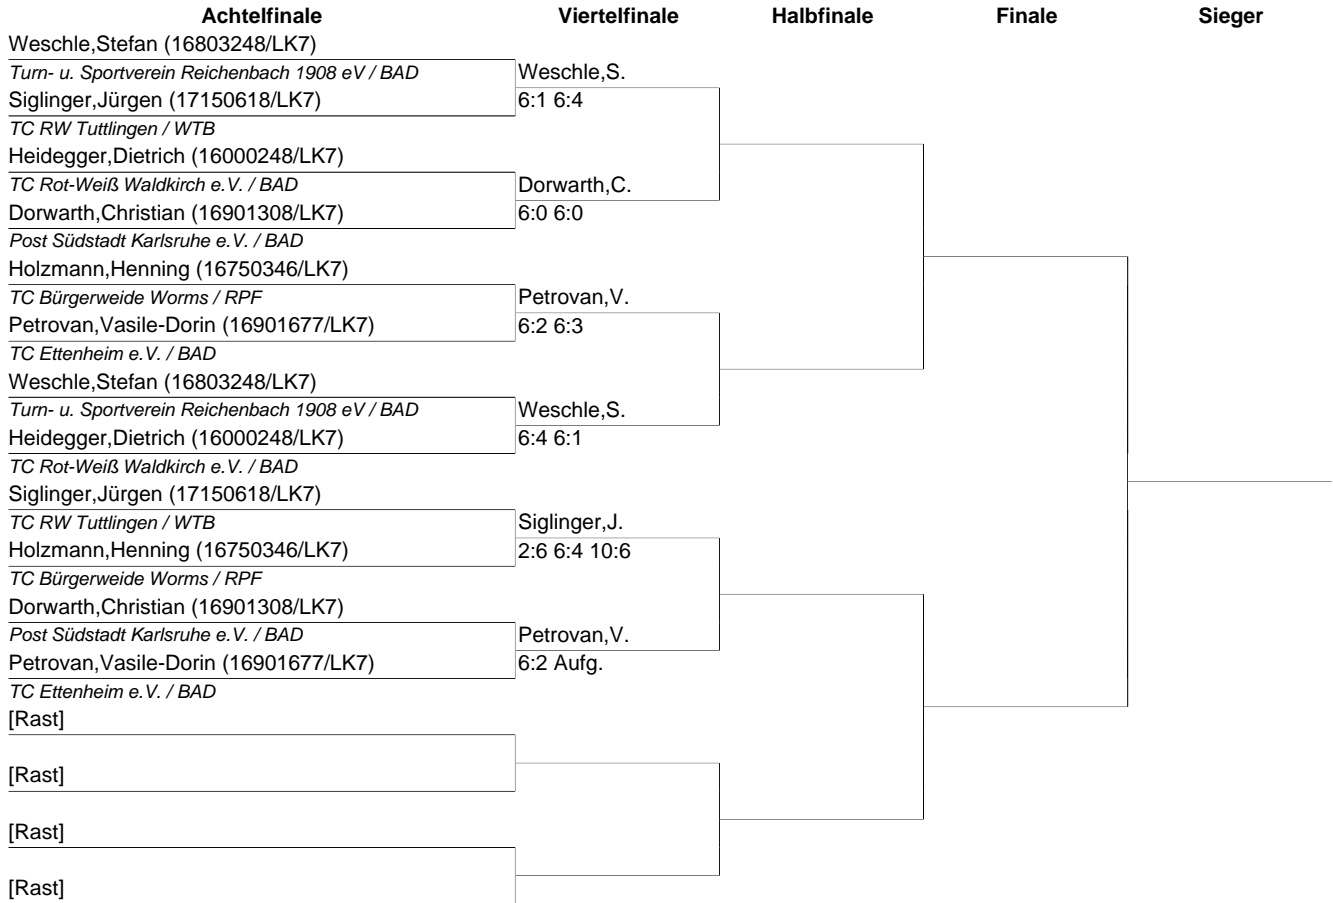 Achtelfinale Viertelfinale Halbfinale Finale Sieger
Weschle,Stefan (16803248/LK7)
Turn- u. Sportverein Reichenbach 1908 eV / BAD Weschle,S.
Siglinger,Jürgen (17150618/LK7) 6:1 6:4
TC RW Tuttlingen / WTB
Heidegger,Dietrich (16000248/LK7)
TC Rot-Weiß Waldkirch e.V. / BAD Dorwarth,C.
Dorwarth,Christian (16901308/LK7) 6:0 6:0
Post Südstadt Karlsruhe e.V. / BAD
Holzmann,Henning (16750346/LK7)
TC Bürgerweide Worms / RPF Petrovan,V.
Petrovan,Vasile-Dorin (16901677/LK7) 6:2 6:3
TC Ettenheim e.V. / BAD
Weschle,Stefan (16803248/LK7)
Turn- u. Sportverein Reichenbach 1908 eV / BAD Weschle,S.
Heidegger,Dietrich (16000248/LK7) 6:4 6:1
TC Rot-Weiß Waldkirch e.V. / BAD
Siglinger,Jürgen (17150618/LK7)
TC RW Tuttlingen / WTB Siglinger,J.
Holzmann,Henning (16750346/LK7) 2:6 6:4 10:6
TC Bürgerweide Worms / RPF
Dorwarth,Christian (16901308/LK7)
Post Südstadt Karlsruhe e.V. / BAD Petrovan,V.
Petrovan,Vasile-Dorin (16901677/LK7) 6:2 Aufg.
TC Ettenheim e.V. / BAD
[Rast]
[Rast]
[Rast]
[Rast]